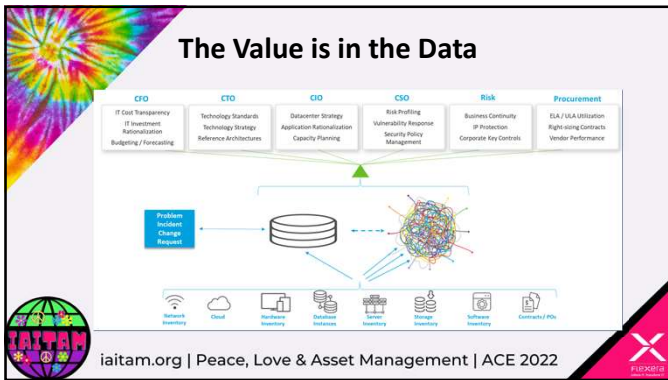 The Value is in the Data
CFO
IT Cost Transparency
IT Investment
Rationalization
Budgeting / Forecasting
CTO
Technology Standards
Technology Strategy
Reference Architectures
CIO
Datacenter Strategy
Application Rationalization
Capacity Planning
CSO
Risk Profiling
Vulnerability Response
Security Policy
Management
Risk
Business Continuity
IP Protection
Corporate Key Controls
Procurement
ELA / ULA Utilization
Right-sizing Contracts
Vendor Performance
Problem
Incident
Change
Request
Network
Inventory
Cloud
Hardware
Inventory
Database
Instances
Server
Inventory
Storage
Inventory
Software
Inventory
Contracts / POs
IAITAM
iaitam.org | Peace, Love & Asset Management | ACE 2022
Flexera